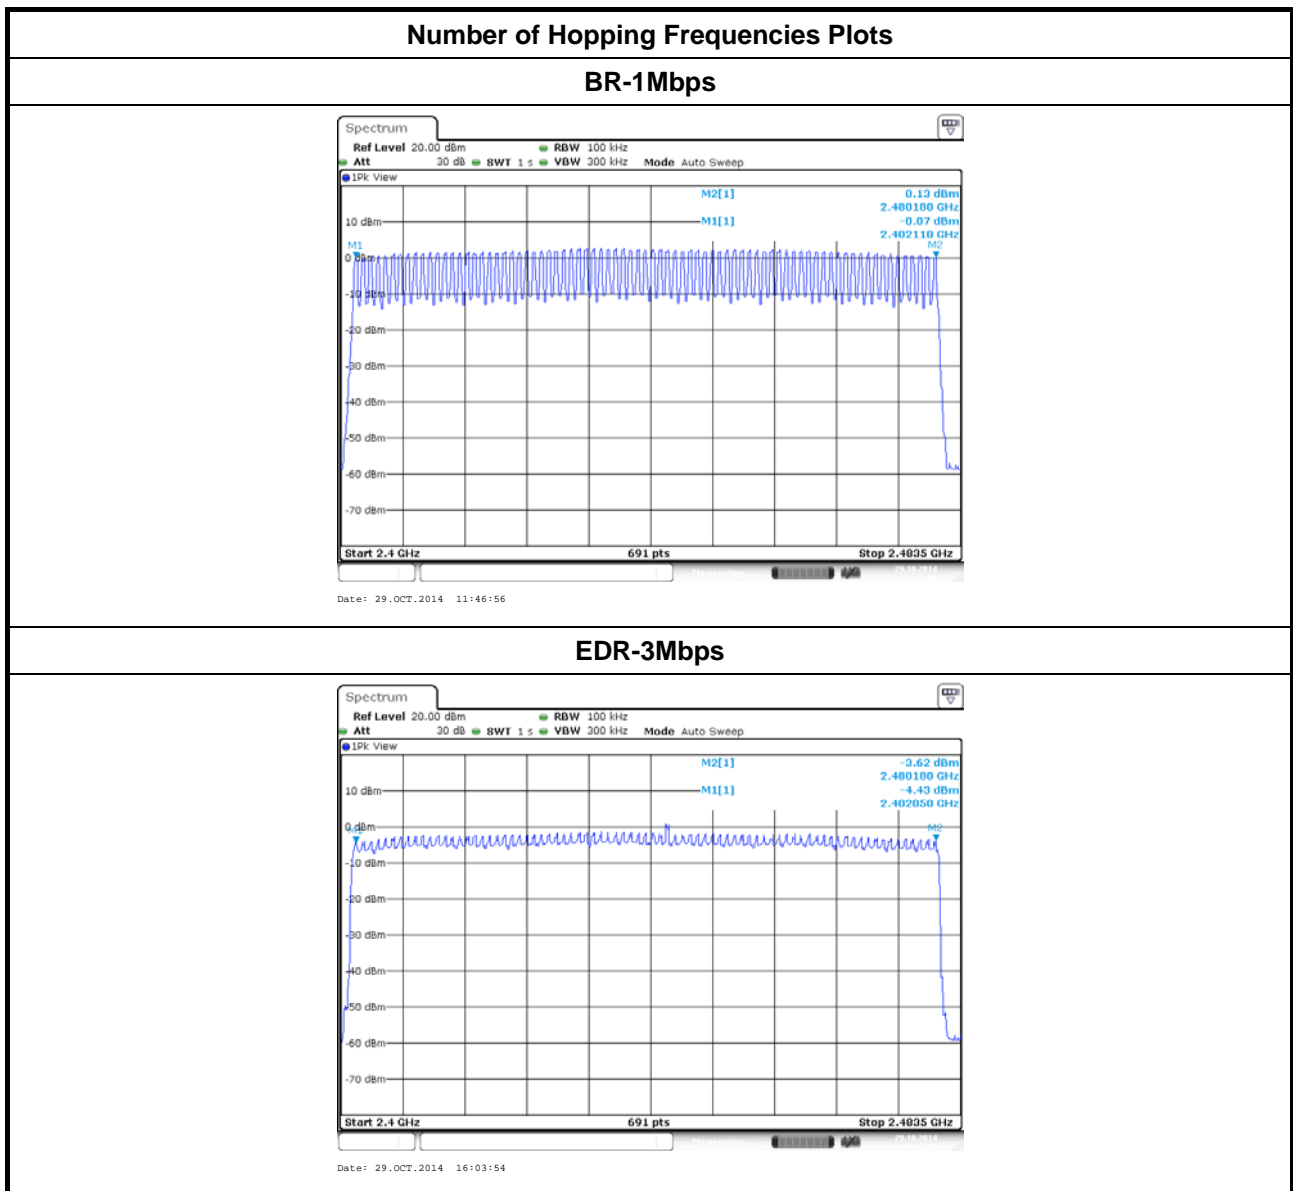 Number of Hopping Frequencies Plots
BR-1Mbps
Spectrum
Ref Level 20.00 dBm RBW 100 kHz
Att 30 dB SWT 1 s VBW 300 kHz Mode Auto Sweep
1Pk View
M2[1] 0.13 dBm
2.480180 GHz
10 dBm M1[1] -0.07 dBm
2.402110 GHz
M1 M2
0 dBm
-10 dBm
-20 dBm
-30 dBm
-40 dBm
-50 dBm
-60 dBm
-70 dBm
Start 2.4 GHz 691 pts Stop 2.4835 GHz
Date: 29.OCT.2014 11:46:56
EDR-3Mbps
Spectrum
Ref Level 20.00 dBm RBW 100 kHz
Att 30 dB SWT 1 s VBW 300 kHz Mode Auto Sweep
1Pk View
M2[1] -3.62 dBm
2.480180 GHz
10 dBm M1[1] -4.43 dBm
2.402050 GHz
0 dBm
M1 M2
-10 dBm
-20 dBm
-30 dBm
-40 dBm
-50 dBm
-60 dBm
-70 dBm
Start 2.4 GHz 691 pts Stop 2.4835 GHz
Date: 29.OCT.2014 16:03:54